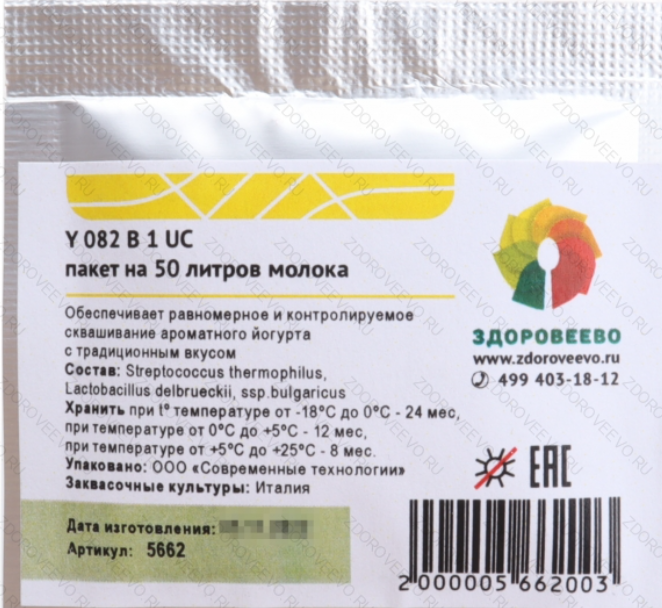 Y 082 B 1 UC
пакет на 50 литров молока
Обеспечивает равномерное и контролируемое
сквашивание ароматного йогурта
с традиционным вкусом
Состав: Streptococcus thermophilus,
Lactobacillus delbrueckii, ssp.bulgaricus
Хранить при t° температуре от -18°C до 0°C - 24 мес,
при температуре от 0°C до +5°C - 12 мес,
при температуре от +5°C до +25°C - 8 мес.
Упаковано: ООО «Современные технологии»
Заквасочные культуры: Италия
Дата изготовления:
Артикул: 5662
ЗДОРОВЕЕВО
www.zdoroveevo.ru
499 403-18-12
EAC
2 000005 662003
ZDOROVEEVO.RU